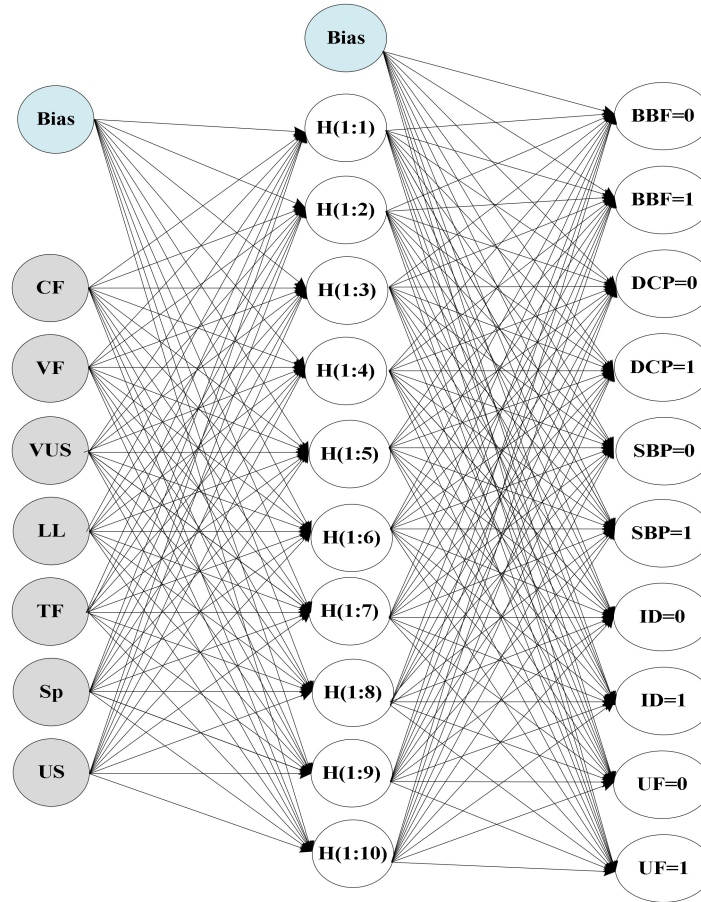 Bias
Bias
CF
VF
VUS
LL
TF
Sp
US
H(1:1)
H(1:2)
H(1:3)
H(1:4)
H(1:5)
H(1:6)
H(1:7)
H(1:8)
H(1:9)
H(1:10)
BBF=0
BBF=1
DCP=0
DCP=1
SBP=0
SBP=1
ID=0
ID=1
UF=0
UF=1